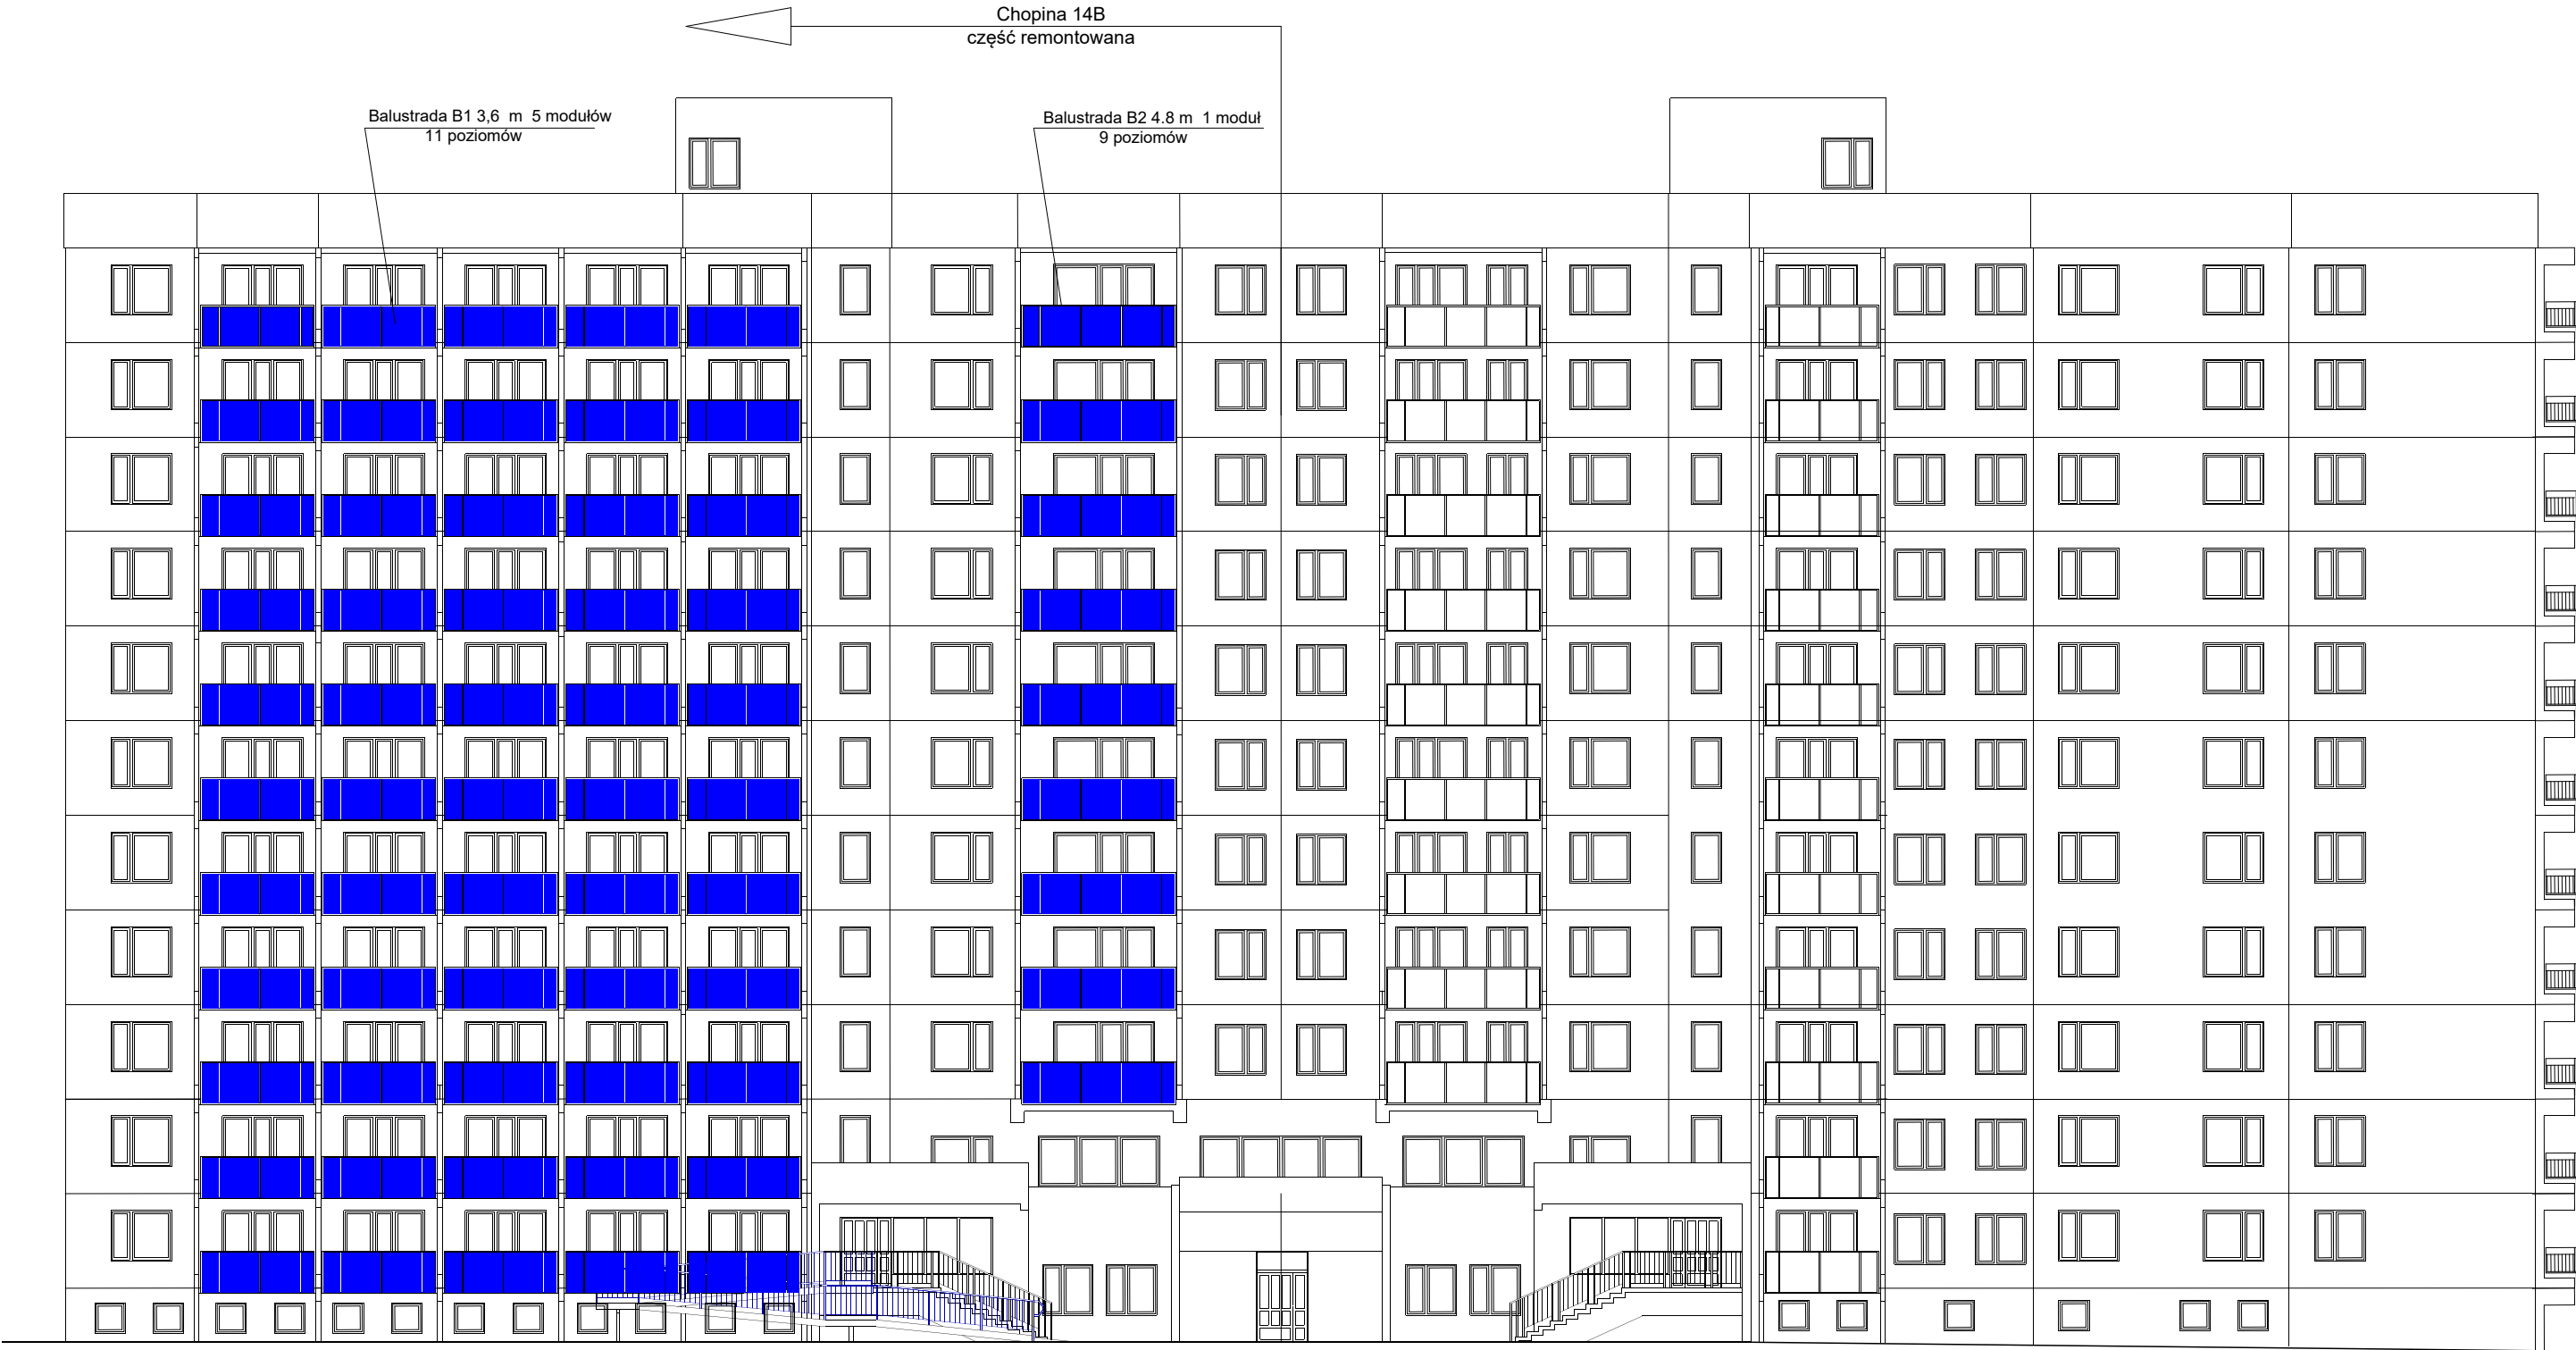 Chopina 14B
część remontowana
Balustrada B1 3,6 m 5 modułów
11 poziomów
Balustrada B2 4.8 m 1 moduł
9 poziomów